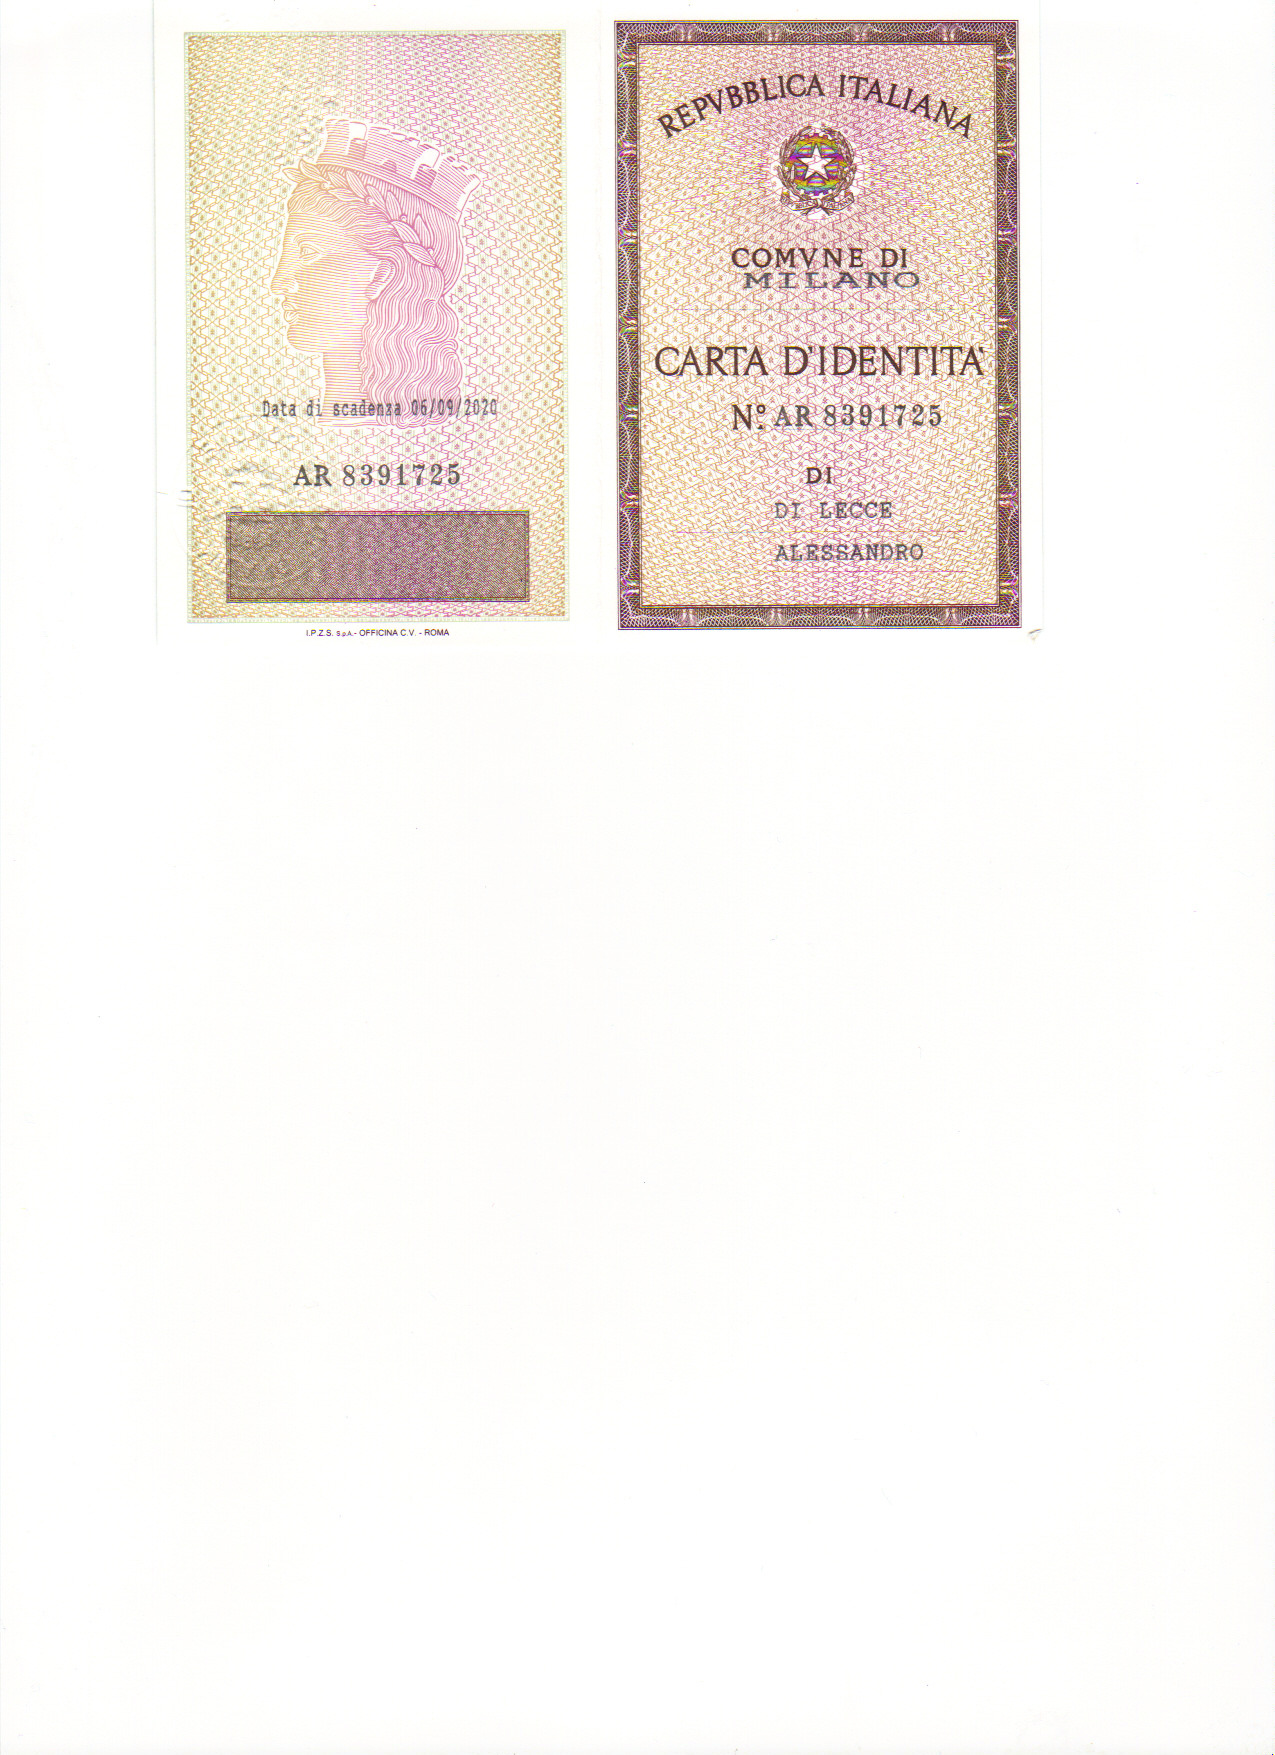 Data di scadenza 06/09/2020
AR 8391725
I.P.Z.S. S.p.A. - OFFICINA C.V. - ROMA
REPVBBLICA ITALIANA
COMVNE DI
MILANO
CARTA D'IDENTITA'
N.º AR 8391725
DI
DI LECCE
ALESSANDRO